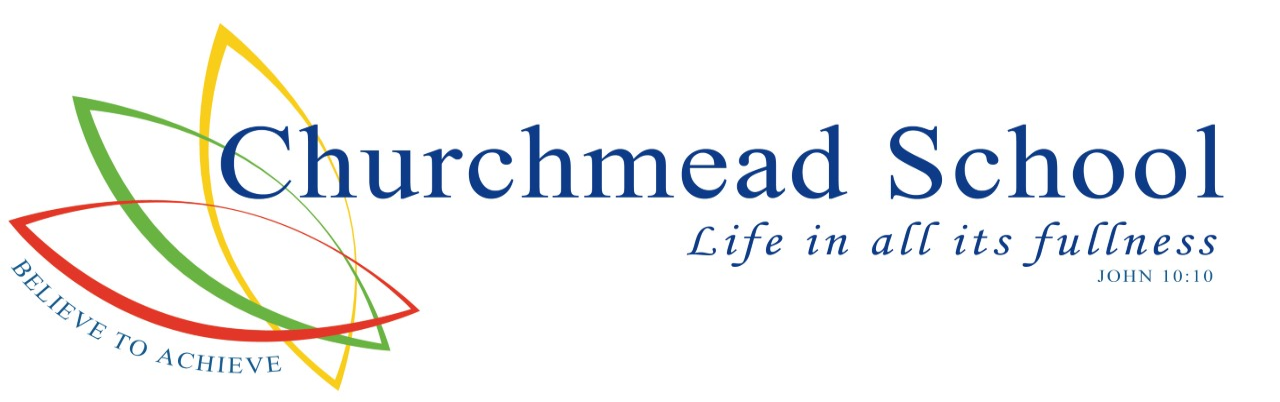 Churchmead School
Life in all its fullness
JOHN 10:10
BELIEVE TO ACHIEVE